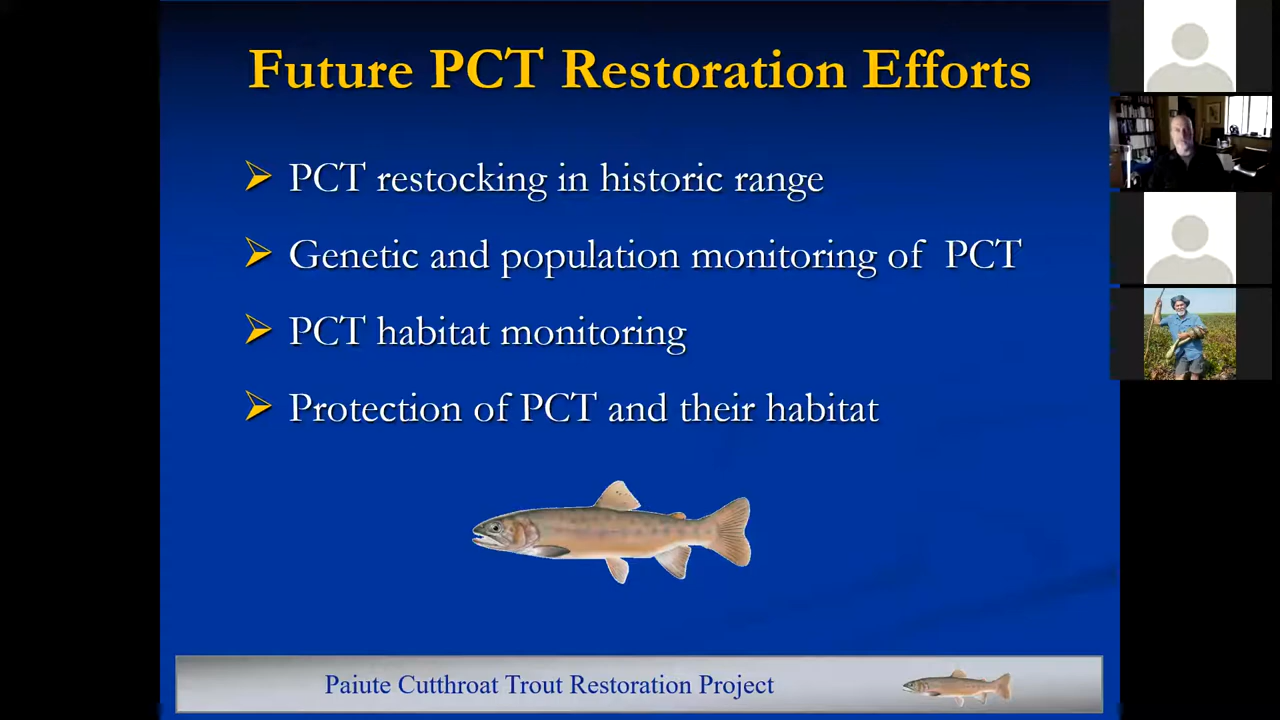 Future PCT Restoration Efforts
PCT restocking in historic range
Genetic and population monitoring of PCT
PCT habitat monitoring
Protection of PCT and their habitat
Paiute Cutthroat Trout Restoration Project